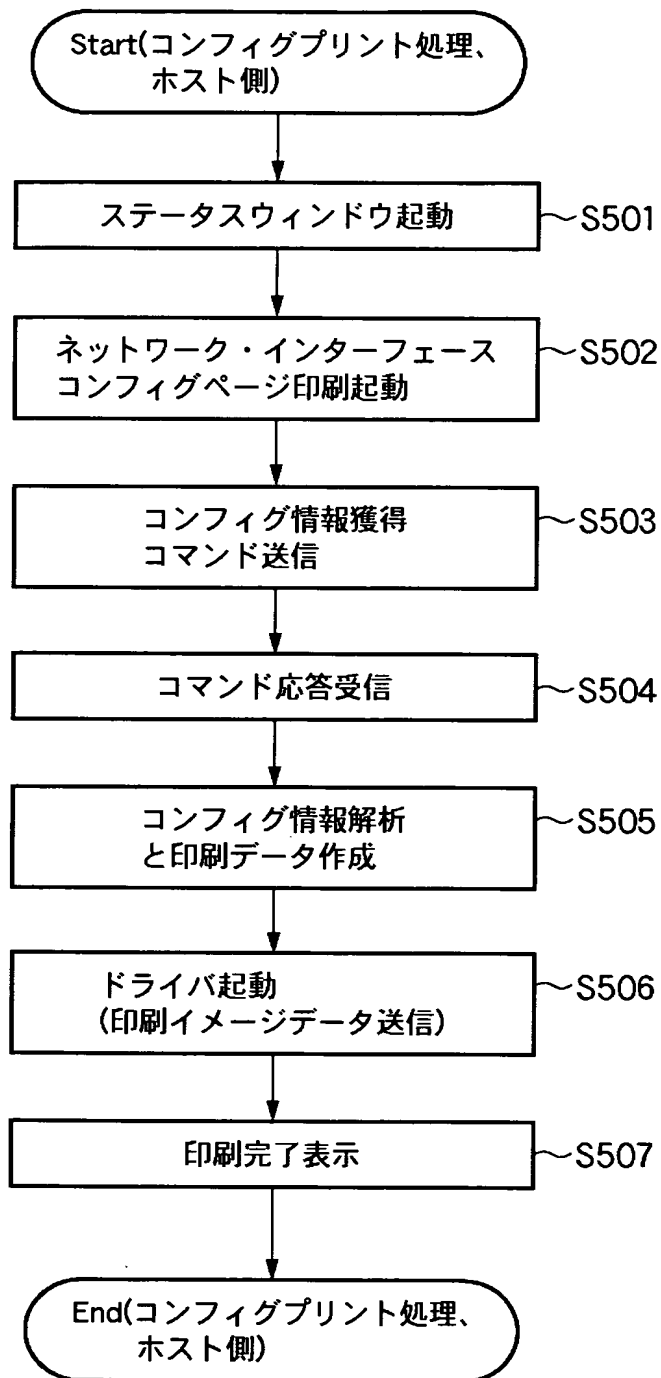 Start(コンフィグプリント処理、
ホスト側)
ステータスウィンドウ起動
S501
ネットワーク・インターフェース
コンフィグページ印刷起動
S502
コンフィグ情報獲得
コマンド送信
S503
コマンド応答受信
S504
コンフィグ情報解析
と印刷データ作成
S505
ドライバ起動
(印刷イメージデータ送信)
S506
印刷完了表示
S507
End(コンフィグプリント処理、
ホスト側)